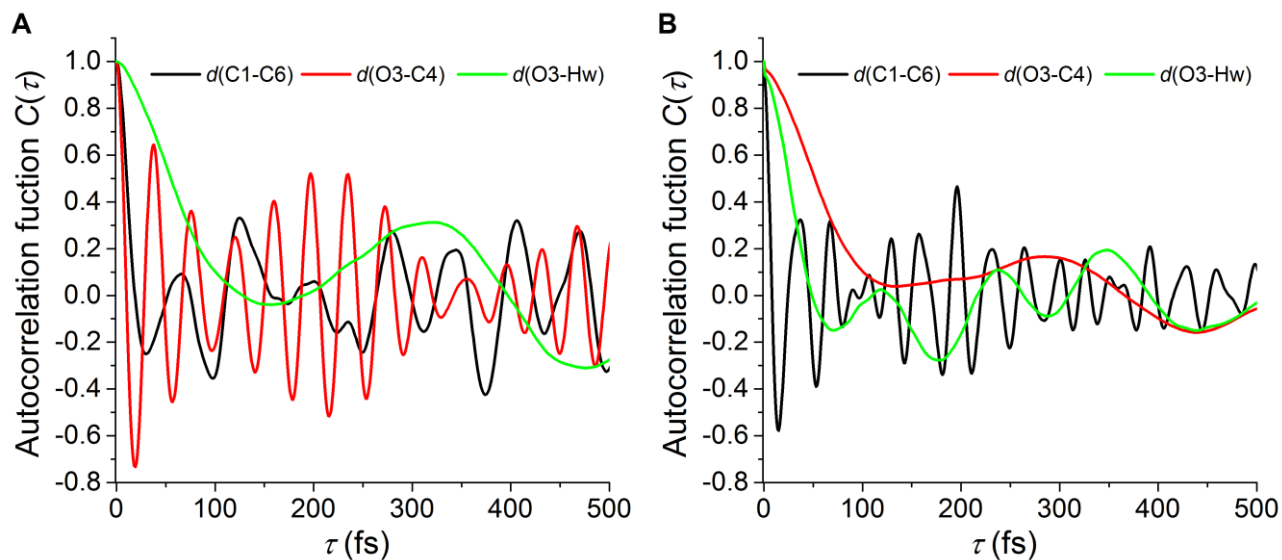 A
Autocorrelation fuction C(τ)
1.0
0.8
0.6
0.4
0.2
0.0
-0.2
-0.4
-0.6
-0.8
d(C1-C6) d(O3-C4) d(O3-Hw)
0 100 200 300 400 500
τ (fs)
B
Autocorrelation fuction C(τ)
1.0
0.8
0.6
0.4
0.2
0.0
-0.2
-0.4
-0.6
-0.8
d(C1-C6) d(O3-C4) d(O3-Hw)
0 100 200 300 400 500
τ (fs)